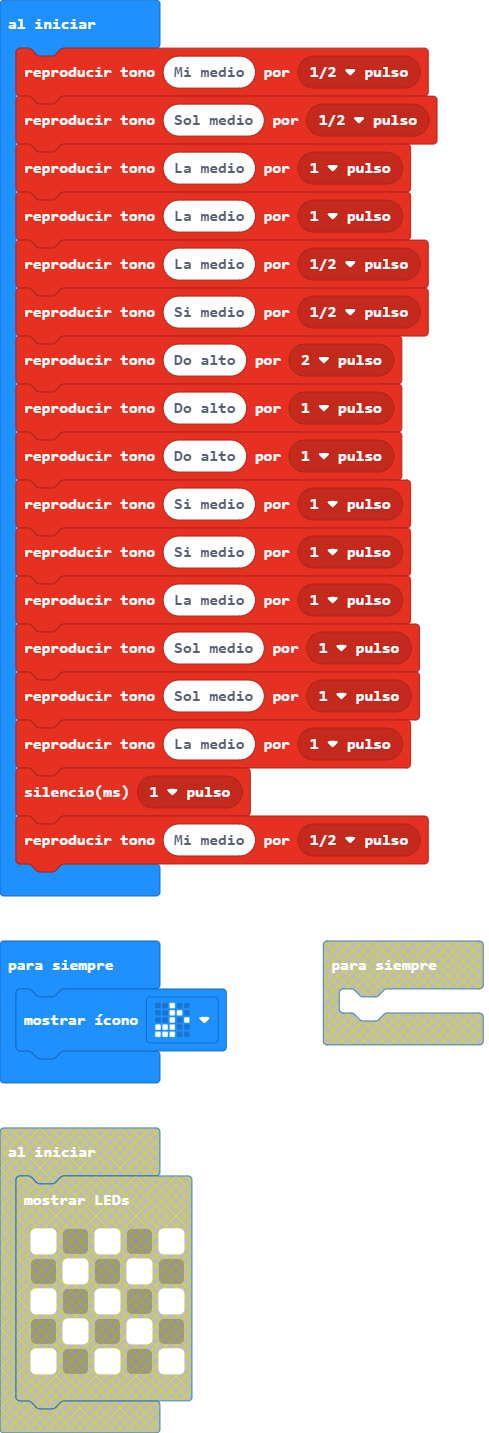 al iniciar
reproducir tono Mi medio por 1/2 pulso
reproducir tono Sol medio por 1/2 pulso
reproducir tono La medio por 1 pulso
reproducir tono La medio por 1 pulso
reproducir tono La medio por 1/2 pulso
reproducir tono Si medio por 1/2 pulso
reproducir tono Do alto por 2 pulso
reproducir tono Do alto por 1 pulso
reproducir tono Do alto por 1 pulso
reproducir tono Si medio por 1 pulso
reproducir tono Si medio por 1 pulso
reproducir tono La medio por 1 pulso
reproducir tono Sol medio por 1 pulso
reproducir tono Sol medio por 1 pulso
reproducir tono La medio por 1 pulso
silencio(ms) 1 pulso
reproducir tono Mi medio por 1/2 pulso
para siempre
mostrar ícono
para siempre
al iniciar
mostrar LEDs